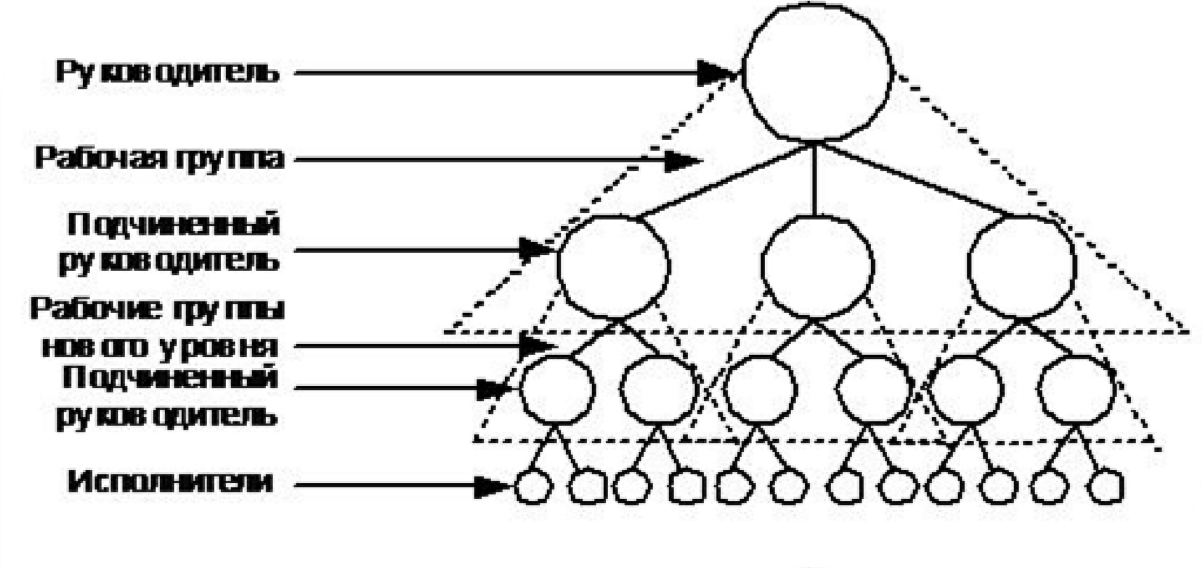 Руководитель
Рабочая группа
Подчиненный
руководитель
Рабочие группы
нового уровня
Подчиненный
руководитель
Исполнители